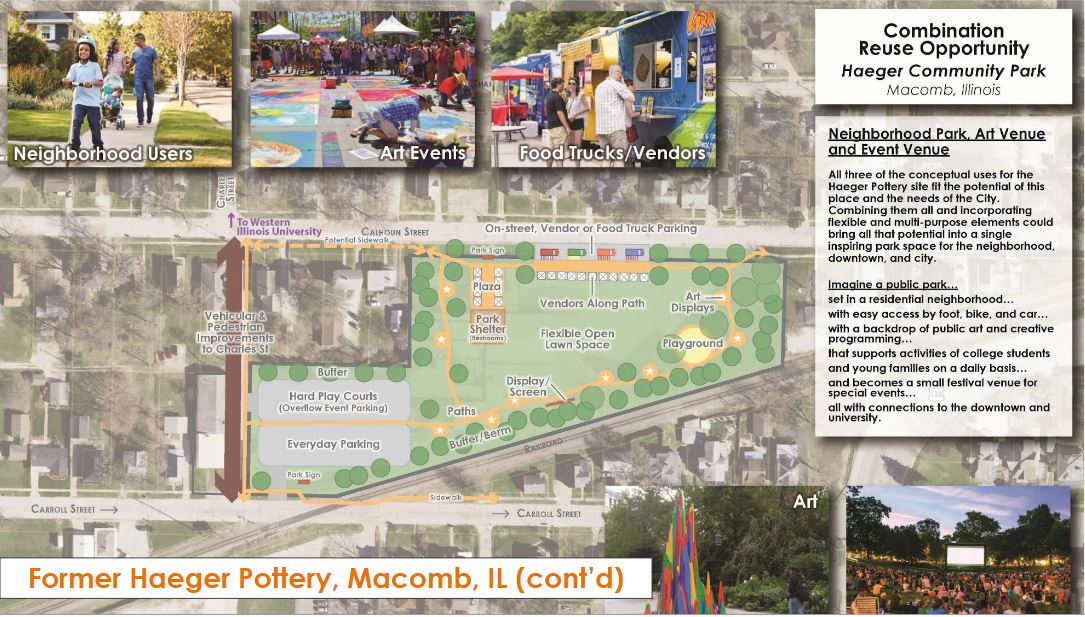 Neighborhood Users
Art Events
Food Trucks/Vendors
Combination
Reuse Opportunity
Haeger Community Park
Macomb, Illinois
Neighborhood Park, Art Venue
and Event Venue
All three of the conceptual uses for the
Haeger Pottery site fit the potential of this
place and the needs of the City.
Combining them all and incorporating
flexible and multi-purpose elements could
bring all that potential into a single
inspiring park space for the neighborhood,
downtown, and city.
Imagine a public park…
set in a residential neighborhood…
with easy access by foot, bike, and car…
with a backdrop of public art and creative
programming…
that supports activities of college students
and young families on a daily basis…
and becomes a small festival venue for
special events…
all with connections to the downtown and
university.
Charles
Street
To Western
Illinois University
Calhoun Street
Potential Sidewalk
On-street, Vendor or Food Truck Parking
Park Sign
Plaza
Vendors Along Path
Art
Displays
Park
Shelter
(Restrooms)
Flexible Open
Lawn Space
Playground
Vehicular &
Pedestrian
Improvements
to Charles St
Buffer
Hard Play Courts
(Overflow Event Parking)
Display/
Screen
Paths
Buffer/Berm
Everyday Parking
Railroad
Park Sign
Sidewalk
Carroll Street
Carroll Street
Art
Former Haeger Pottery, Macomb, IL (cont'd)